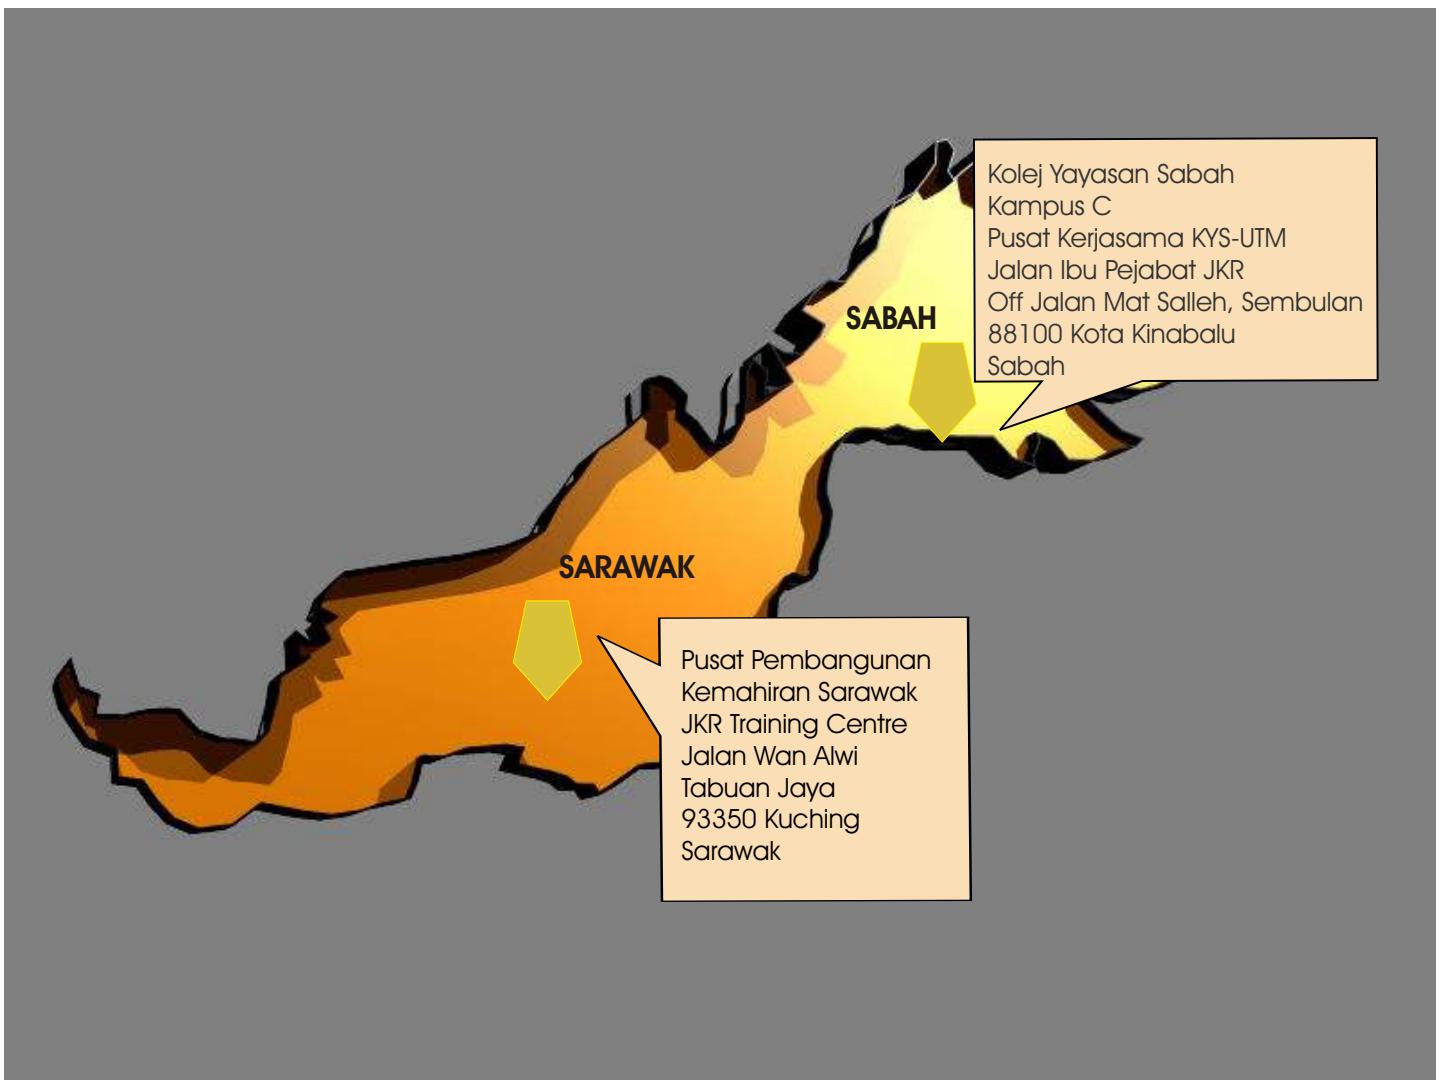 Kolej Yayasan Sabah
Kampus C
Pusat Kerjasama KYS-UTM
Jalan Ibu Pejabat JKR
Off Jalan Mat Salleh, Sembulan
88100 Kota Kinabalu
Sabah
SABAH
SARAWAK
Pusat Pembangunan
Kemahiran Sarawak
JKR Training Centre
Jalan Wan Alwi
Tabuan Jaya
93350 Kuching
Sarawak